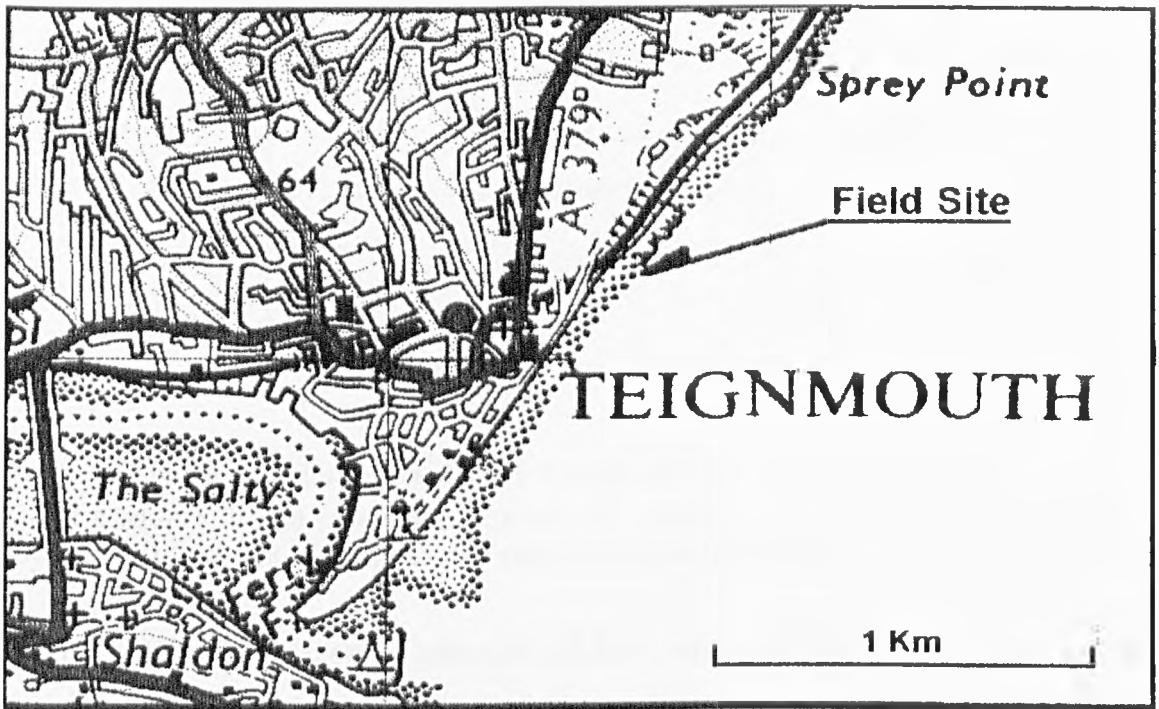 Sprey Point
A 379
64
Field Site
TEIGNMOUTH
The Salty
Ferry
Shaldon
1 Km